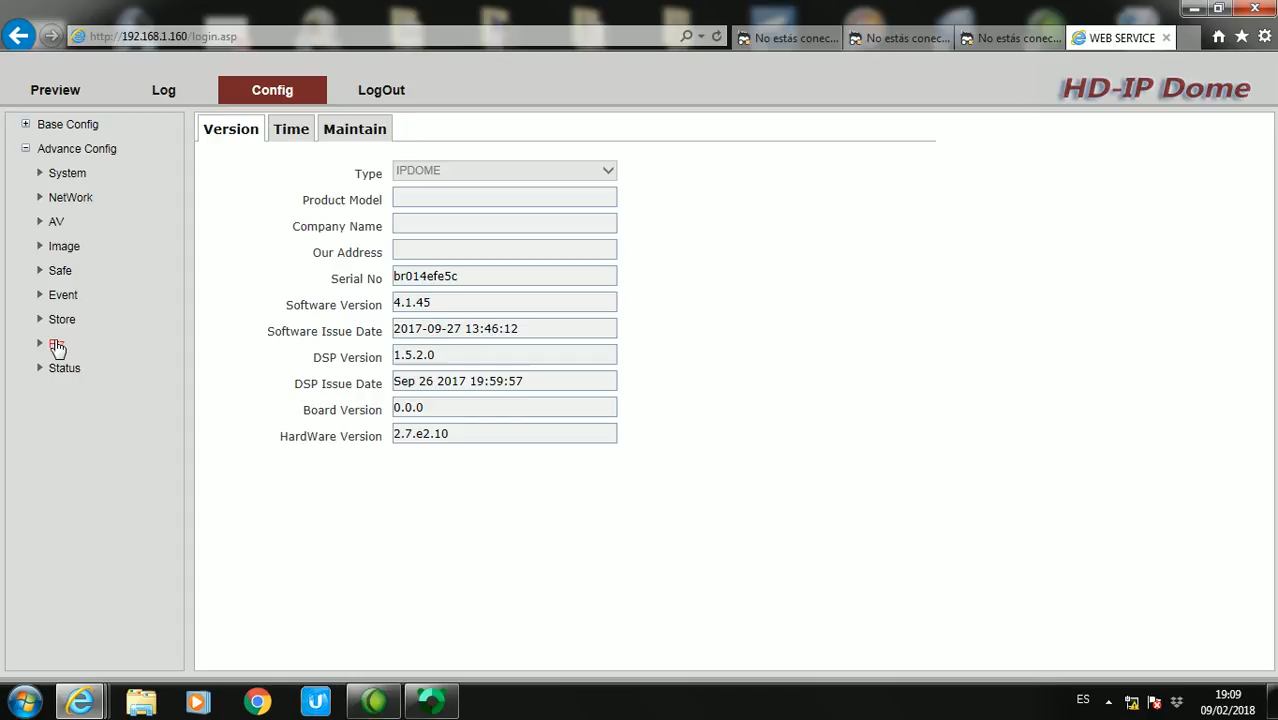 http://192.168.1.160/login.asp
No estás conec...
No estás conec...
No estás conec...
WEB SERVICE
Preview
Log
Config
LogOut
HD-IP Dome
Base Config
Advance Config
System
NetWork
AV
Image
Safe
Event
Store
Status
Version
Time
Maintain
Type
IPDOME
Product Model
Company Name
Our Address
Serial No
br014efe5c
Software Version
4.1.45
Software Issue Date
2017-09-27 13:46:12
DSP Version
1.5.2.0
DSP Issue Date
Sep 26 2017 19:59:57
Board Version
0.0.0
HardWare Version
2.7.e2.10
ES
19:09
09/02/2018